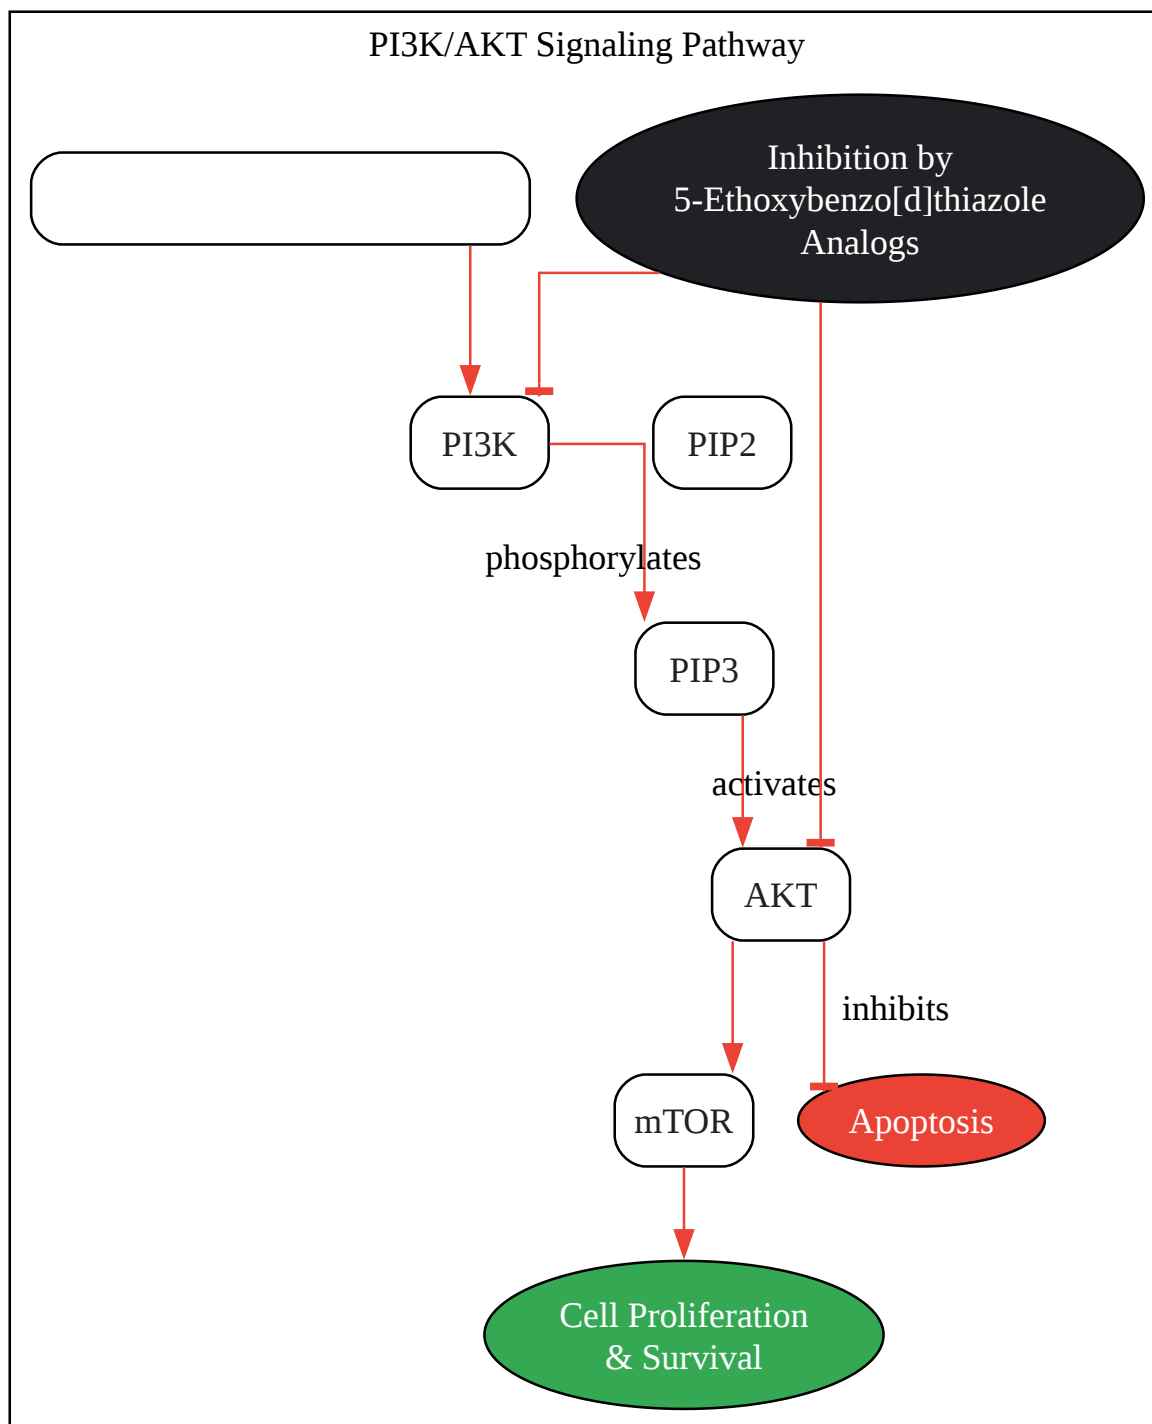 PI3K/AKT Signaling Pathway
Inhibition by
5-Ethoxybenzo[d]thiazole
Analogs
PI3K
PIP2
phosphorylates
PIP3
activates
AKT
inhibits
mTOR
Apoptosis
Cell Proliferation
& Survival